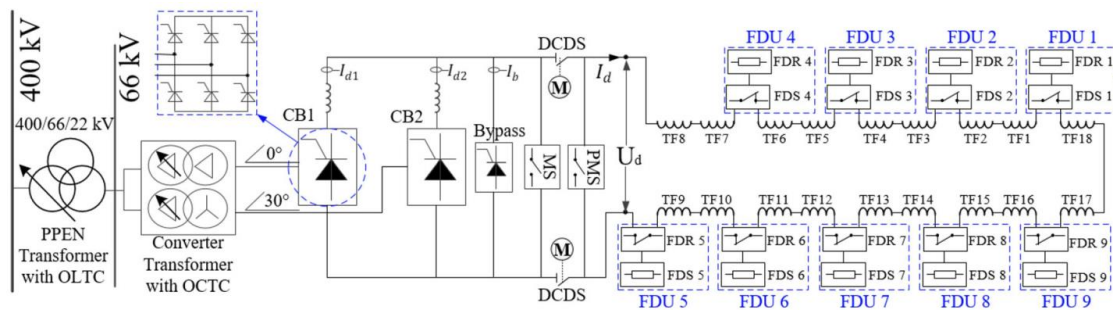 400 kV
66 kV
400/66/22 kV
PPEN
Transformer
with OLTC
Converter
Transformer
with OCTC
0°
30°
CB1
CB2
Bypass
I_d1
I_d2
I_b
MS
PMS
DCDS
M
I_d
U_d
M
DCDS
FDU 4
FDU 3
FDU 2
FDU 1
FDR 4
FDR 3
FDR 2
FDR 1
FDS 4
FDS 3
FDS 2
FDS 1
TF8
TF7
TF6
TF5
TF4
TF3
TF2
TF1
TF18
TF9
TF10
TF11
TF12
TF13
TF14
TF15
TF16
TF17
FDR 5
FDR 6
FDR 7
FDR 8
FDR 9
FDS 5
FDS 6
FDS 7
FDS 8
FDS 9
FDU 5
FDU 6
FDU 7
FDU 8
FDU 9